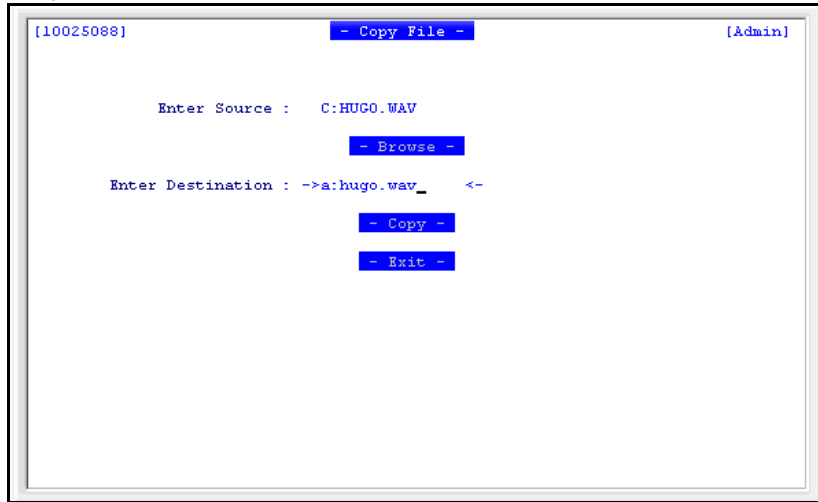 [10025088] - Copy File - [Admin]
Enter Source : C:HUGO.WAV
- Browse -
Enter Destination : ->a:hugo.wav_ <-
- Copy -
- Exit -